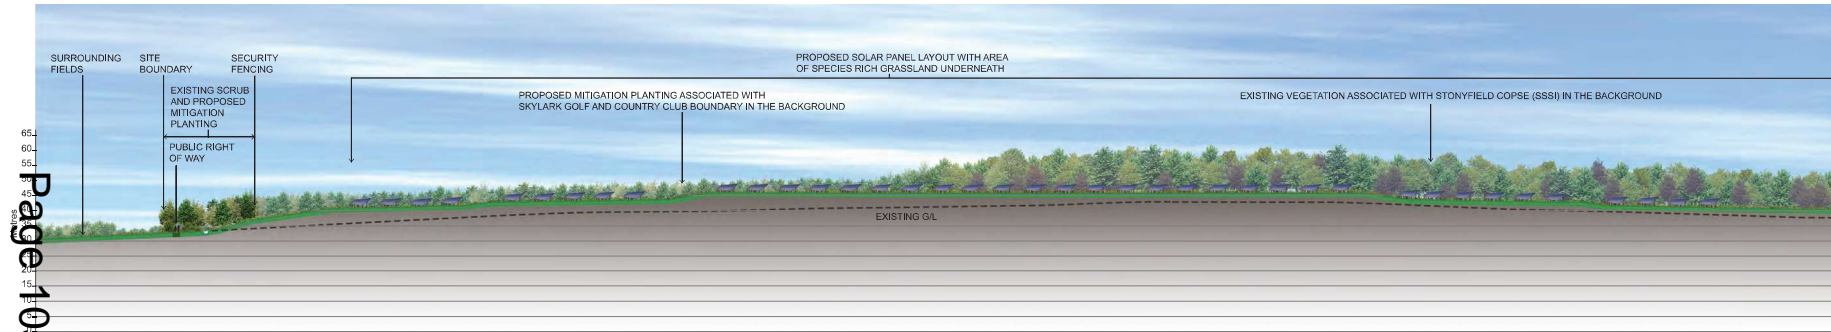 SURROUNDING
FIELDS
SITE
BOUNDARY
SECURITY
FENCING
EXISTING SCRUB
AND PROPOSED
MITIGATION
PLANTING
PUBLIC RIGHT
OF WAY
PROPOSED SOLAR PANEL LAYOUT WITH AREA
OF SPECIES RICH GRASSLAND UNDERNEATH
PROPOSED MITIGATION PLANTING ASSOCIATED WITH
SKYLARK GOLF AND COUNTRY CLUB BOUNDARY IN THE BACKGROUND
EXISTING VEGETATION ASSOCIATED WITH STONYFIELD COPSE (SSSI) IN THE BACKGROUND
EXISTING G/L
65
60
55
45
20
15
10
5
Page 10